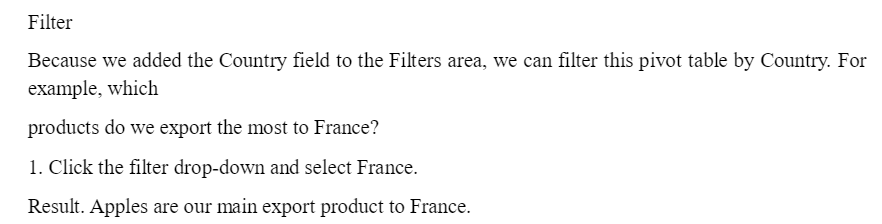 Filter
Because we added the Country field to the Filters area, we can filter this pivot table by Country. For
example, which
products do we export the most to France?
1. Click the filter drop-down and select France.
Result. Apples are our main export product to France.